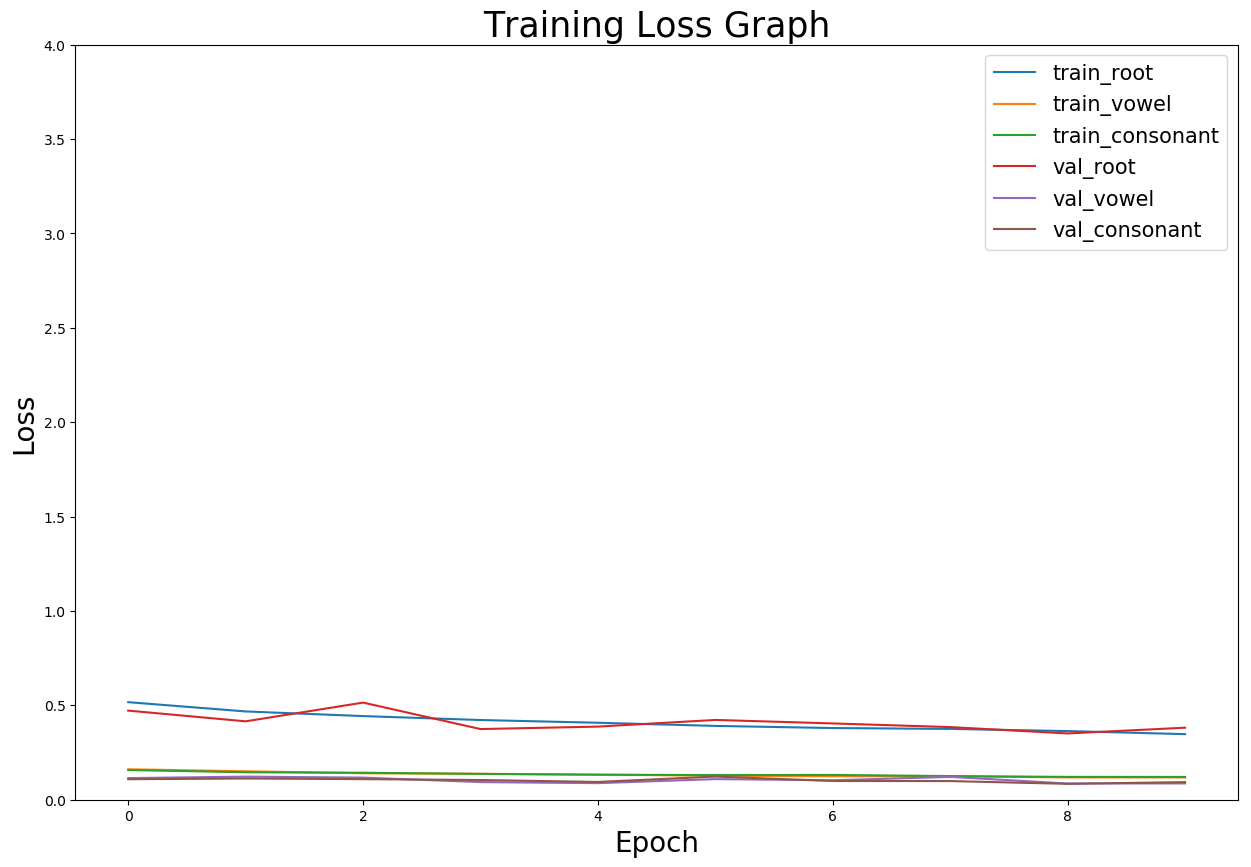 Training Loss Graph
4.0
3.5
3.0
2.5
2.0
1.5
1.0
0.5
0.0
Loss
train_root
train_vowel
train_consonant
val_root
val_vowel
val_consonant
0 2 4 6 8
Epoch